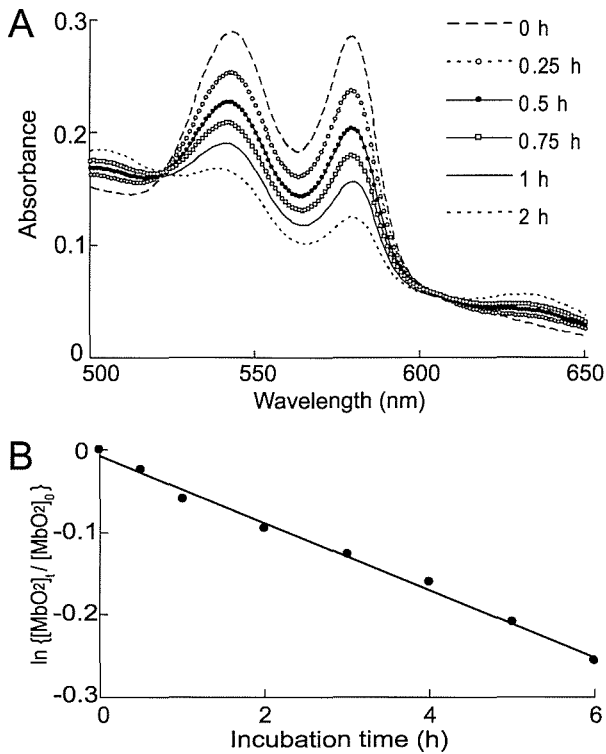 A
0.3
0.2
0.1
0
Absorbance
500
550
600
650
Wavelength (nm)
0 h
0.25 h
0.5 h
0.75 h
1 h
2 h
B
0
-0.1
-0.2
-0.3
ln {[MbO2]t / [MbO2]0}
0
2
4
6
Incubation time (h)